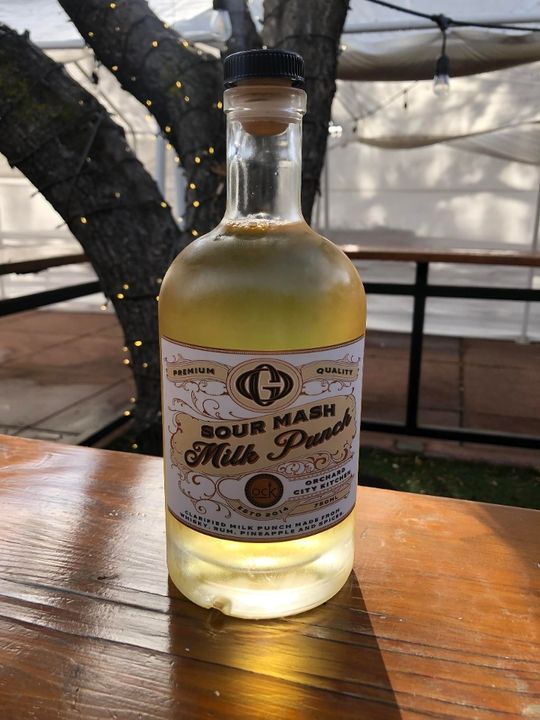 PREMIUM QUALITY
SOUR MASH
Milk Punch
ORCHARD
CITY KITCHEN
ock
ESTD 2014
750ML
CLARIFIED MILK PUNCH MADE FROM
WHISKY, RUM, PINEAPPLE AND SPICES